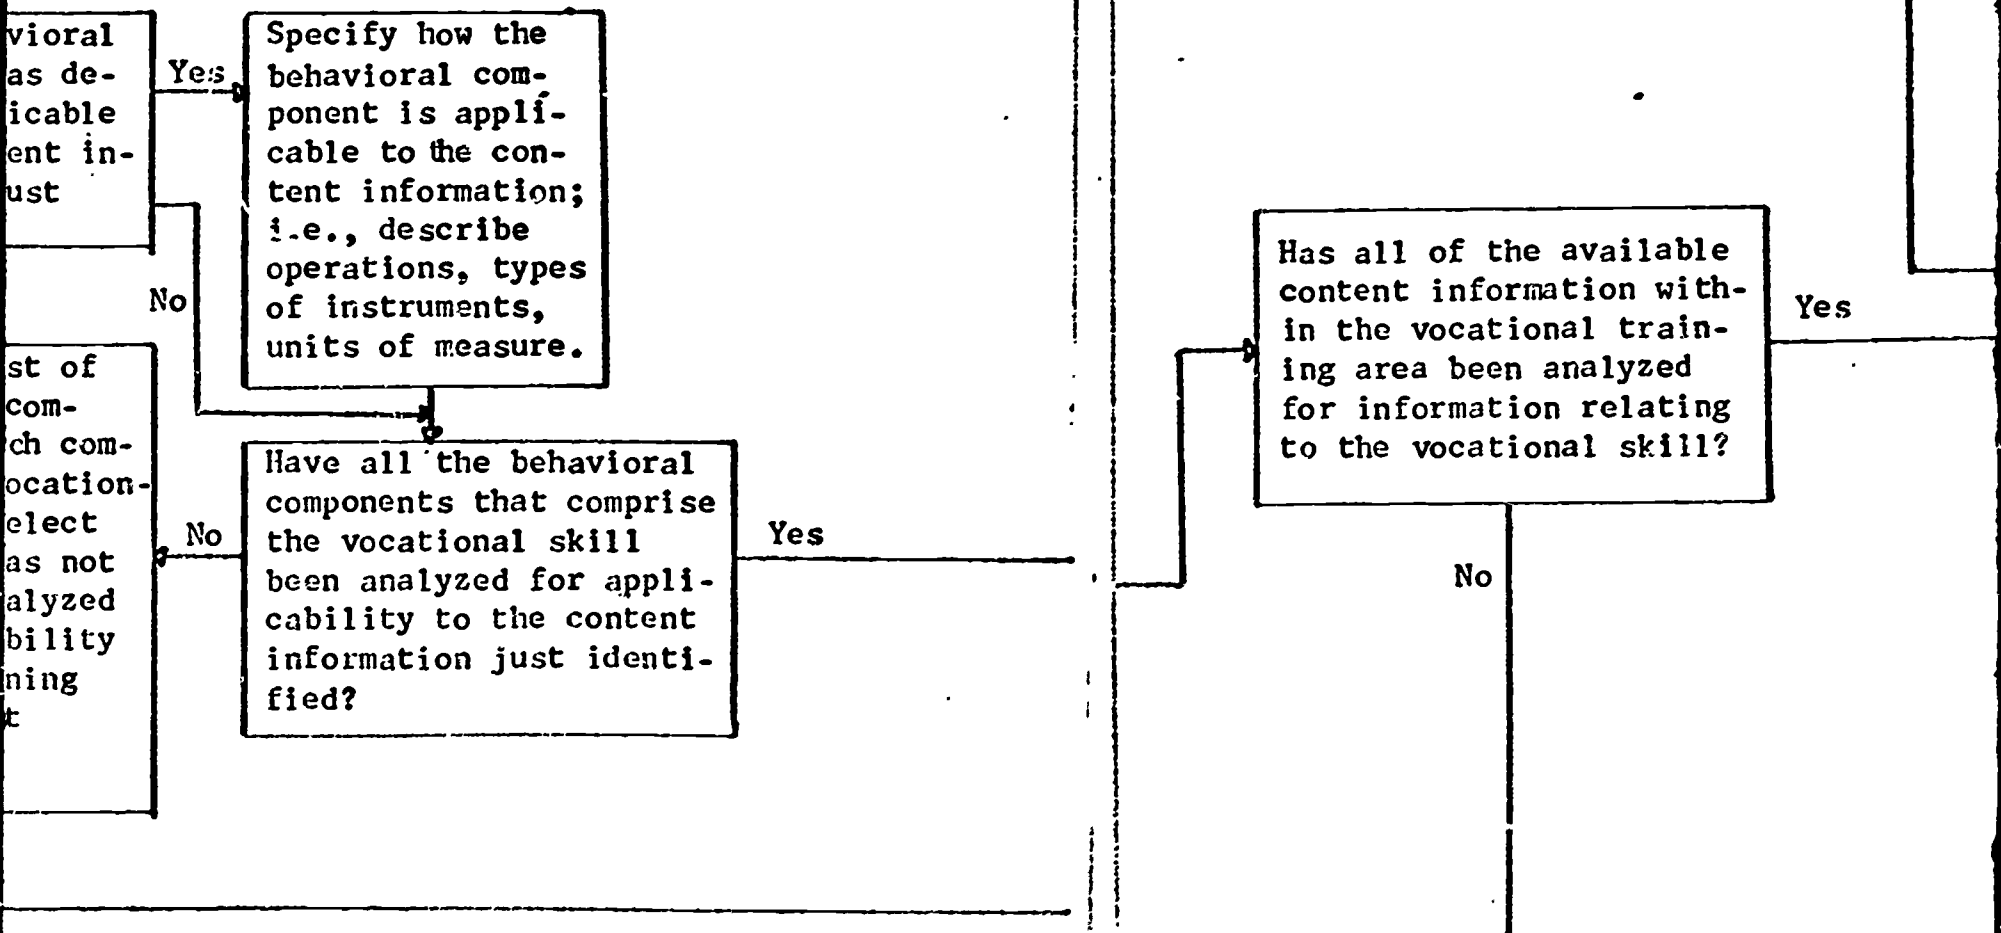 vioral
as de-
icable
ent in-
ust
Yes
No
Specify how the
behavioral com-
ponent is appli-
cable to the con-
tent information;
i.e., describe
operations, types
of instruments,
units of measure.
st of
com-
ch com-
ocation-
elect
as not
alyzed
bility
ning
t
No
Have all the behavioral
components that comprise
the vocational skill
been analyzed for appli-
cability to the content
information just identi-
fied?
Yes
Has all of the available
content information with-
in the vocational train-
ing area been analyzed
for information relating
to the vocational skill?
Yes
No